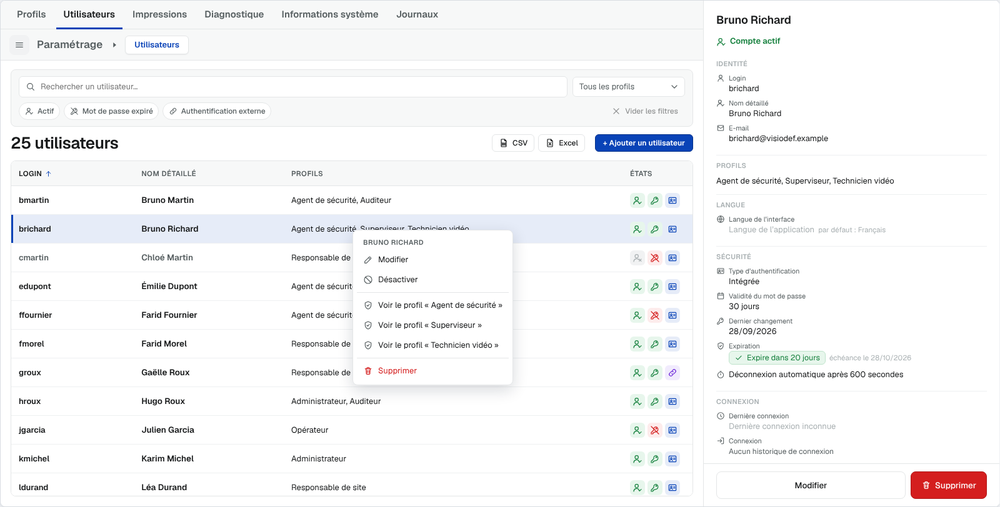 Profils Utilisateurs Impressions Diagnostique Informations système Journaux
Paramétrage Utilisateurs
Rechercher un utilisateur... Tous les profils
Actif Mot de passe expiré Authentification externe Vider les filtres
25 utilisateurs CSV Excel + Ajouter un utilisateur
LOGIN NOM DÉTAILLÉ PROFILS ÉTATS
bmartin Bruno Martin Agent de sécurité, Auditeur
brichard Bruno Richard Agent de sécurité, Superviseur, Technicien vidéo
cmartin Chloé Martin Responsable de
edupont Émilie Dupont Agent de
ffournier Farid Fournier Agent de
fmorel Farid Morel Responsable de
groux Gaëlle Roux Responsable de
hroux Hugo Roux Administrateur, Auditeur
jgarcia Julien Garcia Opérateur
kmichel Karim Michel Administrateur
ldurand Léa Durand Responsable de site
BRUNO RICHARD
Modifier
Désactiver
Voir le profil « Agent de sécurité »
Voir le profil « Superviseur »
Voir le profil « Technicien vidéo »
Supprimer
Bruno Richard
Compte actif
IDENTITÉ
Login
brichard
Nom détaillé
Bruno Richard
E-mail
brichard@visiodef.example
PROFILS
Agent de sécurité, Superviseur, Technicien vidéo
LANGUE
Langue de l'interface
Langue de l'application par défaut : Français
SÉCURITÉ
Type d'authentification
Intégrée
Validité du mot de passe
30 jours
Dernier changement
28/09/2026
Expiration
Expire dans 20 jours échéance le 28/10/2026
Déconnexion automatique après 600 secondes
CONNEXION
Dernière connexion
Dernière connexion inconnue
Connexion
Aucun historique de connexion
Modifier Supprimer